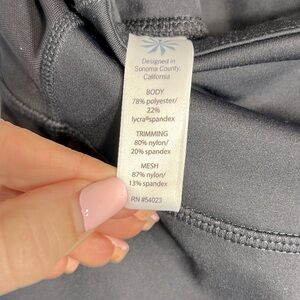 Designed in
Sonoma County,
California
BODY
78% polyester/
22%
lycra®spandex
TRIMMING
80% nylon/
20% spandex
MESH
87% nylon/
13% spandex
RN #54023